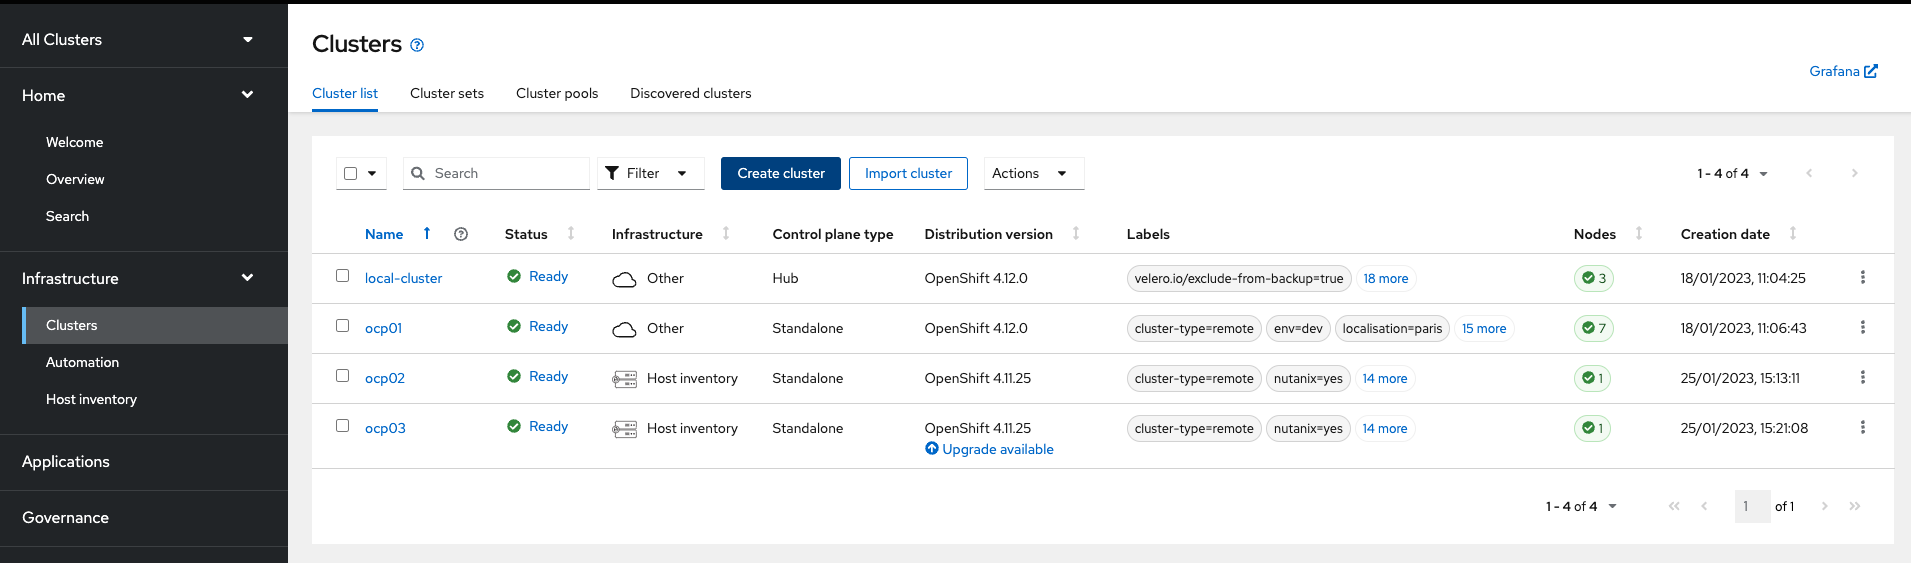 All Clusters
Home
Welcome
Overview
Search
Infrastructure
Clusters
Automation
Host inventory
Applications
Governance
Clusters
Grafana
Cluster list Cluster sets Cluster pools Discovered clusters
Search Filter Create cluster Import cluster Actions 1 - 4 of 4
Name Status Infrastructure Control plane type Distribution version Labels Nodes Creation date
local-cluster Ready Other Hub OpenShift 4.12.0 velero.io/exclude-from-backup=true 18 more 3 18/01/2023, 11:04:25
ocp01 Ready Other Standalone OpenShift 4.12.0 cluster-type=remote env=dev localisation=paris 15 more 7 18/01/2023, 11:06:43
ocp02 Ready Host inventory Standalone OpenShift 4.11.25 cluster-type=remote nutanix=yes 14 more 1 25/01/2023, 15:13:11
ocp03 Ready Host inventory Standalone OpenShift 4.11.25 cluster-type=remote nutanix=yes 14 more 1 25/01/2023, 15:21:08
Upgrade available
1 - 4 of 4 1 of 1